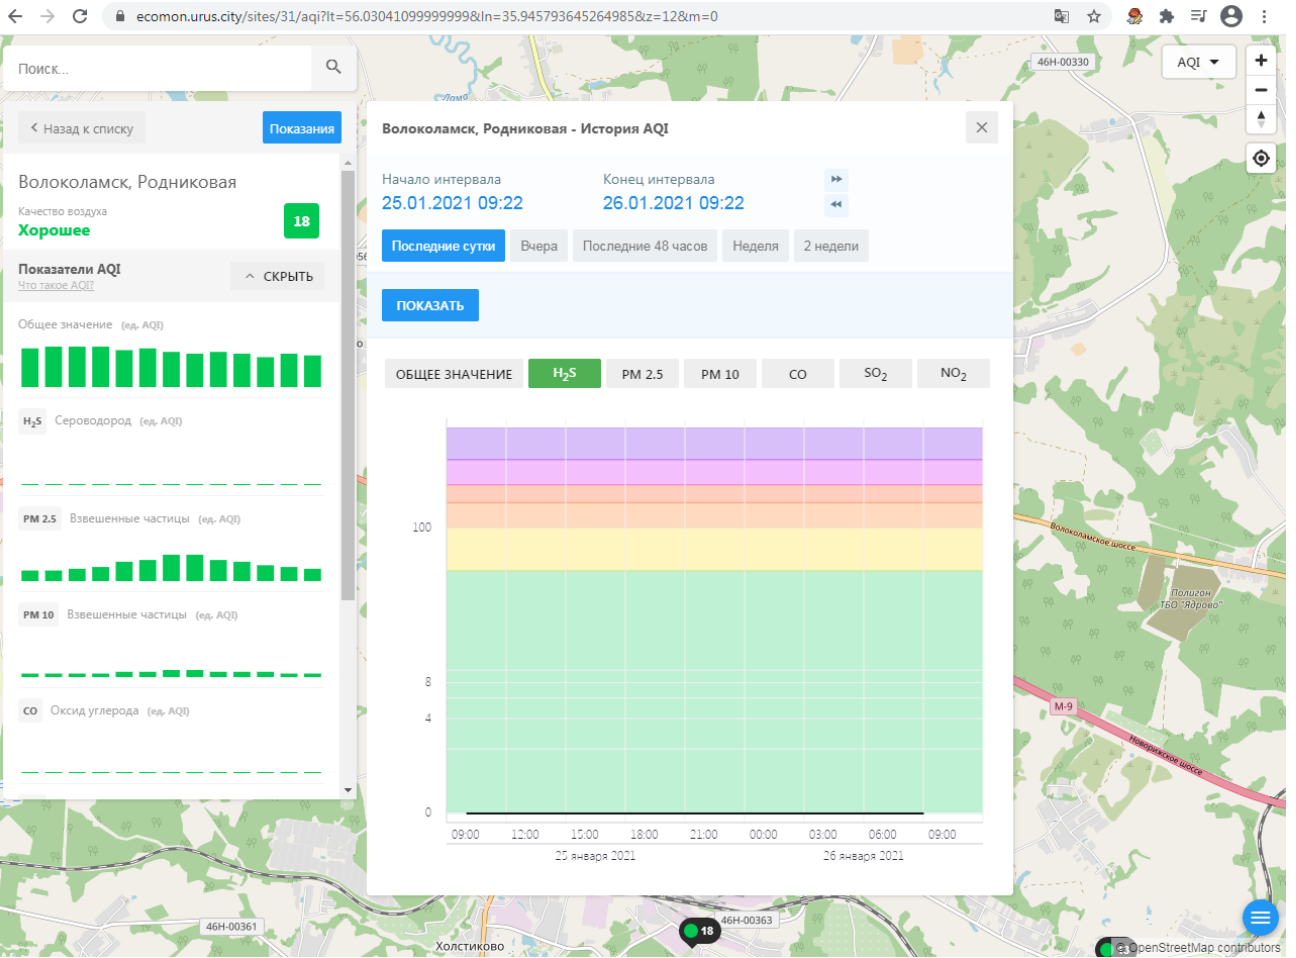 ecomon.urus.city/sites/31/aqi?lt=56.03041099999999&ln=35.945793645264985&z=12&m=0
Поиск...
46Н-00330
AQI
Ломо
Назад к списку
Показания
Волоколамск, Родниковая - История AQI
Волоколамск, Родниковая
Качество воздуха
Хорошее
18
Начало интервала
Конец интервала
25.01.2021 09:22
26.01.2021 09:22
Последние сутки
Вчера
Последние 48 часов
Неделя
2 недели
Показатели AQI
Что такое AQI?
СКРЫТЬ
ПОКАЗАТЬ
Общее значение (ед. AQI)
ОБЩЕЕ ЗНАЧЕНИЕ
H₂S
PM 2.5
PM 10
CO
SO₂
NO₂
H₂S Сероводород (ед. AQI)
PM 2.5 Взвешенные частицы (ед. AQI)
PM 10 Взвешенные частицы (ед. AQI)
CO Оксид углерода (ед. AQI)
100
8
4
0
09:00 12:00 15:00 18:00 21:00 00:00 03:00 06:00 09:00
25 января 2021
26 января 2021
Волоколамское шоссе
Полигон
ТБО "Ядрово"
М-9
Новорижское шоссе
46Н-00361
46Н-00363
18
Холстиково
© OpenStreetMap contributors